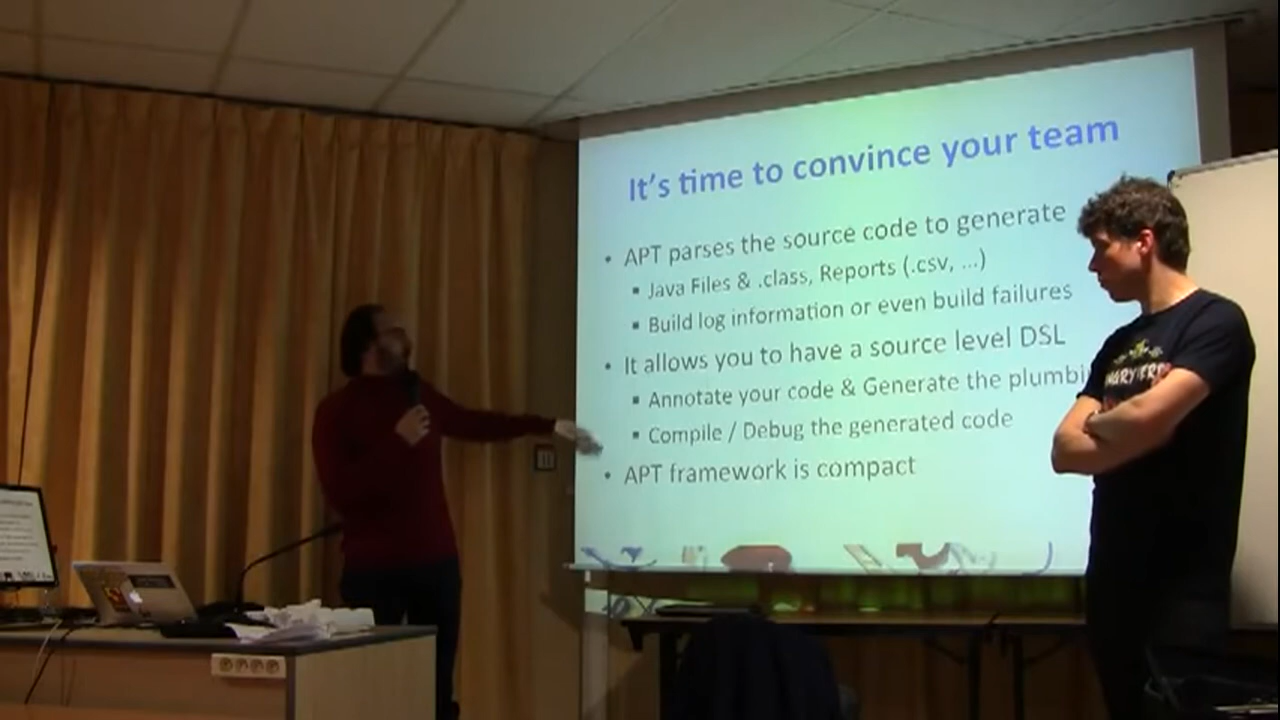 It's time to convince your team
• APT parses the source code to generate
▪ Java Files & .class, Reports (.csv, ...)
▪ Build log information or even build failures
• It allows you to have a source level DSL
▪ Annotate your code & Generate the plumbi
▪ Compile / Debug the generated code
• APT framework is compact